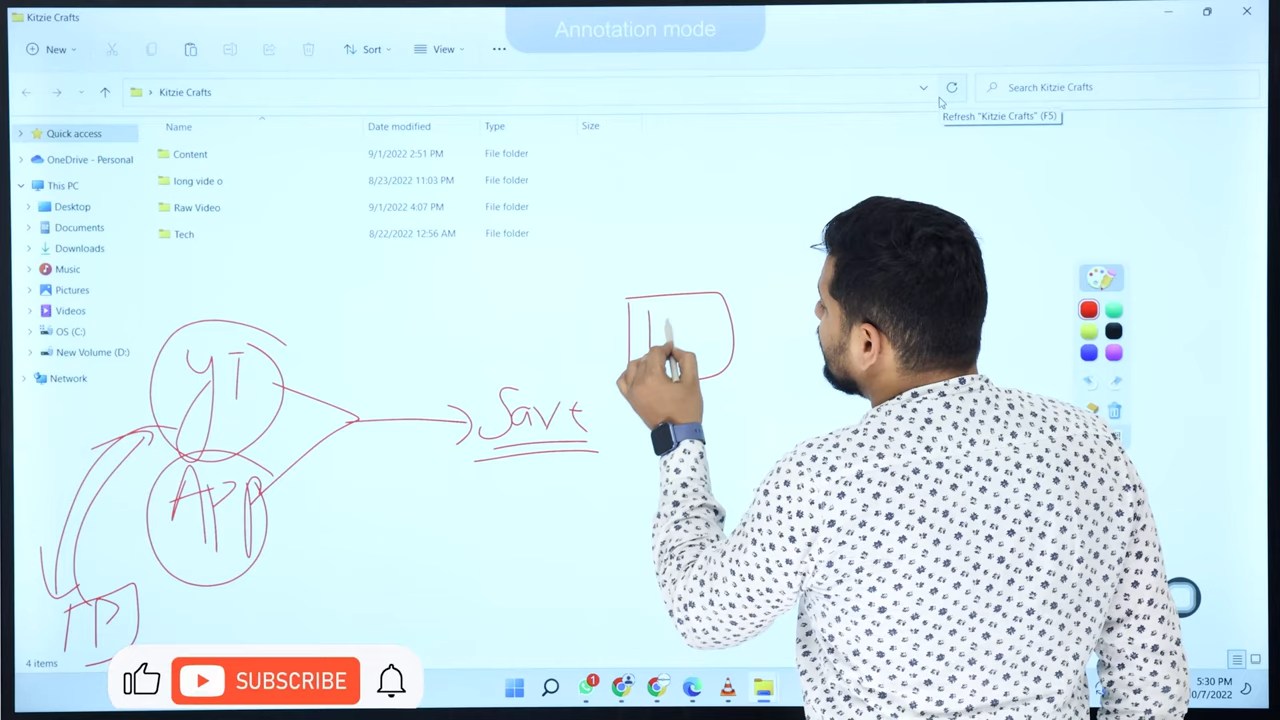 Kitzie Crafts
Annotation mode
New
Sort
View
Kitzie Crafts
Search Kitzie Crafts
Refresh "Kitzie Crafts" (F5)
Name Date modified Type Size
Quick access
OneDrive - Personal
This PC
Desktop
Documents
Downloads
Music
Pictures
Videos
OS (C:)
New Volume (D:)
Network
Content 9/1/2022 2:51 PM File folder
long vide o 8/23/2022 11:03 PM File folder
Raw Video 9/1/2022 4:07 PM File folder
Tech 8/22/2022 12:56 AM File folder
YT
Save
App
4 items
SUBSCRIBE
1
5:30 PM
0/7/2022